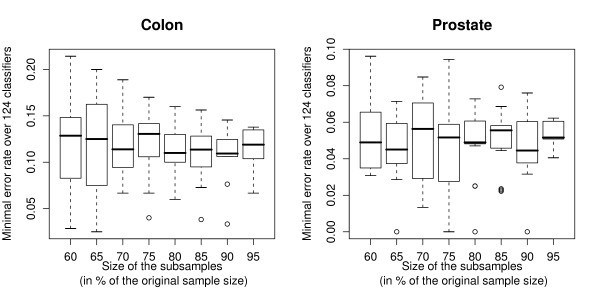 Colon
Prostate
Minimal error rate over 124 classifiers
0.20
0.15
0.10
0.05
60 65 70 75 80 85 90 95
Size of the subsamples
(in % of the original sample size)
Minimal error rate over 124 classifiers
0.10
0.08
0.06
0.04
0.02
0.00
60 65 70 75 80 85 90 95
Size of the subsamples
(in % of the original sample size)